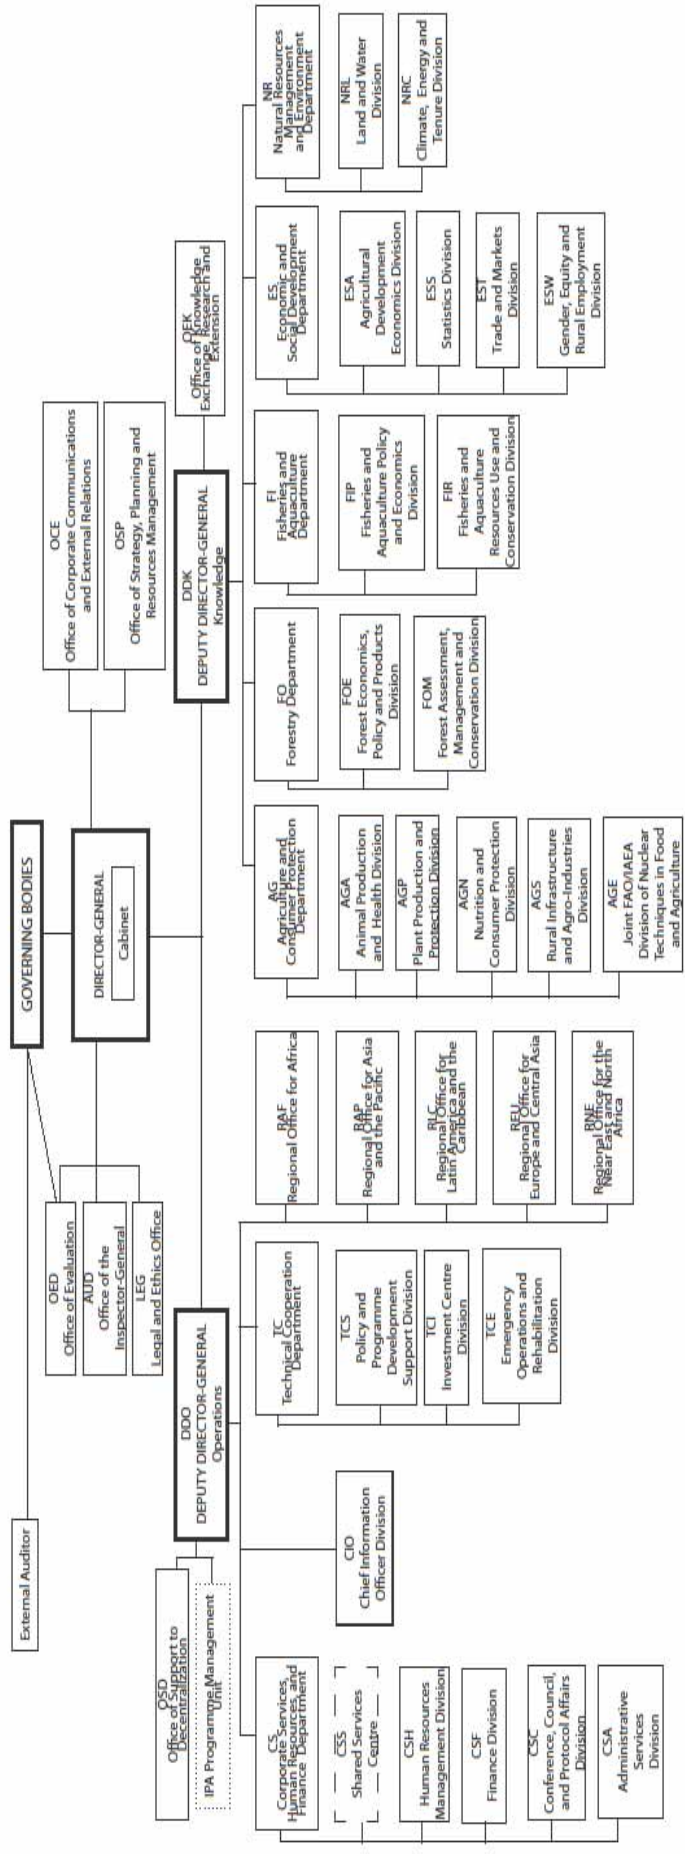 GOVERNING BODIES
External Auditor
DIRECTOR-GENERAL
Cabinet
OED
Office of Evaluation
AUD
Office of the
Inspector-General
LEG
Legal and Ethics Office
OCE
Office of Corporate Communications
and External Relations
OSP
Office of Strategy, Planning and
Resources Management
DDO
DEPUTY DIRECTOR-GENERAL
Operations
OSD
Office of Support to
Decentralization
IPA Programme Management
Unit
DDK
DEPUTY DIRECTOR-GENERAL
Knowledge
OEK
Office of Knowledge
Exchange, Research and
Extension
CS
Corporate Services,
Human Resources, and
Finance Department
CSS
Shared Services
Centre
CSH
Human Resources
Management Division
CSF
Finance Division
CSC
Conference, Council,
and Protocol Affairs
Division
CSA
Administrative
Services
Division
CIO
Chief Information
Officer Division
TC
Technical Cooperation
Department
TCS
Policy and
Programme
Development
Support Division
TCI
Investment Centre
Division
TCE
Emergency
Operations and
Rehabilitation
Division
RAF
Regional Office for Africa
RAP
Regional Office for Asia
and the Pacific
RLC
Regional Office for
Latin America and the
Caribbean
REU
Regional Office for
Europe and Central Asia
RNE
Regional Office for the
Near East and North
Africa
AG
Agriculture and
Consumer Protection
Department
AGA
Animal Production
and Health Division
AGP
Plant Production and
Protection Division
AGN
Nutrition and
Consumer Protection
Division
AGS
Rural Infrastructure
and Agro-Industries
Division
AGE
Joint FAO/IAEA
Division of Nuclear
Techniques in Food
and Agriculture
FO
Forestry Department
FOE
Forest Economics,
Policy and Products
Division
FOM
Forest Assessment,
Management and
Conservation Division
FI
Fisheries and
Aquaculture
Department
FIP
Fisheries and
Aquaculture Policy
and Economics
Division
FIR
Fisheries and
Aquaculture
Resources Use and
Conservation Division
ES
Economic and
Social Development
Department
ESA
Agricultural
Development
Economics Division
ESS
Statistics Division
EST
Trade and Markets
Division
ESW
Gender, Equity and
Rural Employment
Division
NR
Natural Resources
Management
and Environment
Department
NRL
Land and Water
Division
NRC
Climate, Energy and
Tenure Division